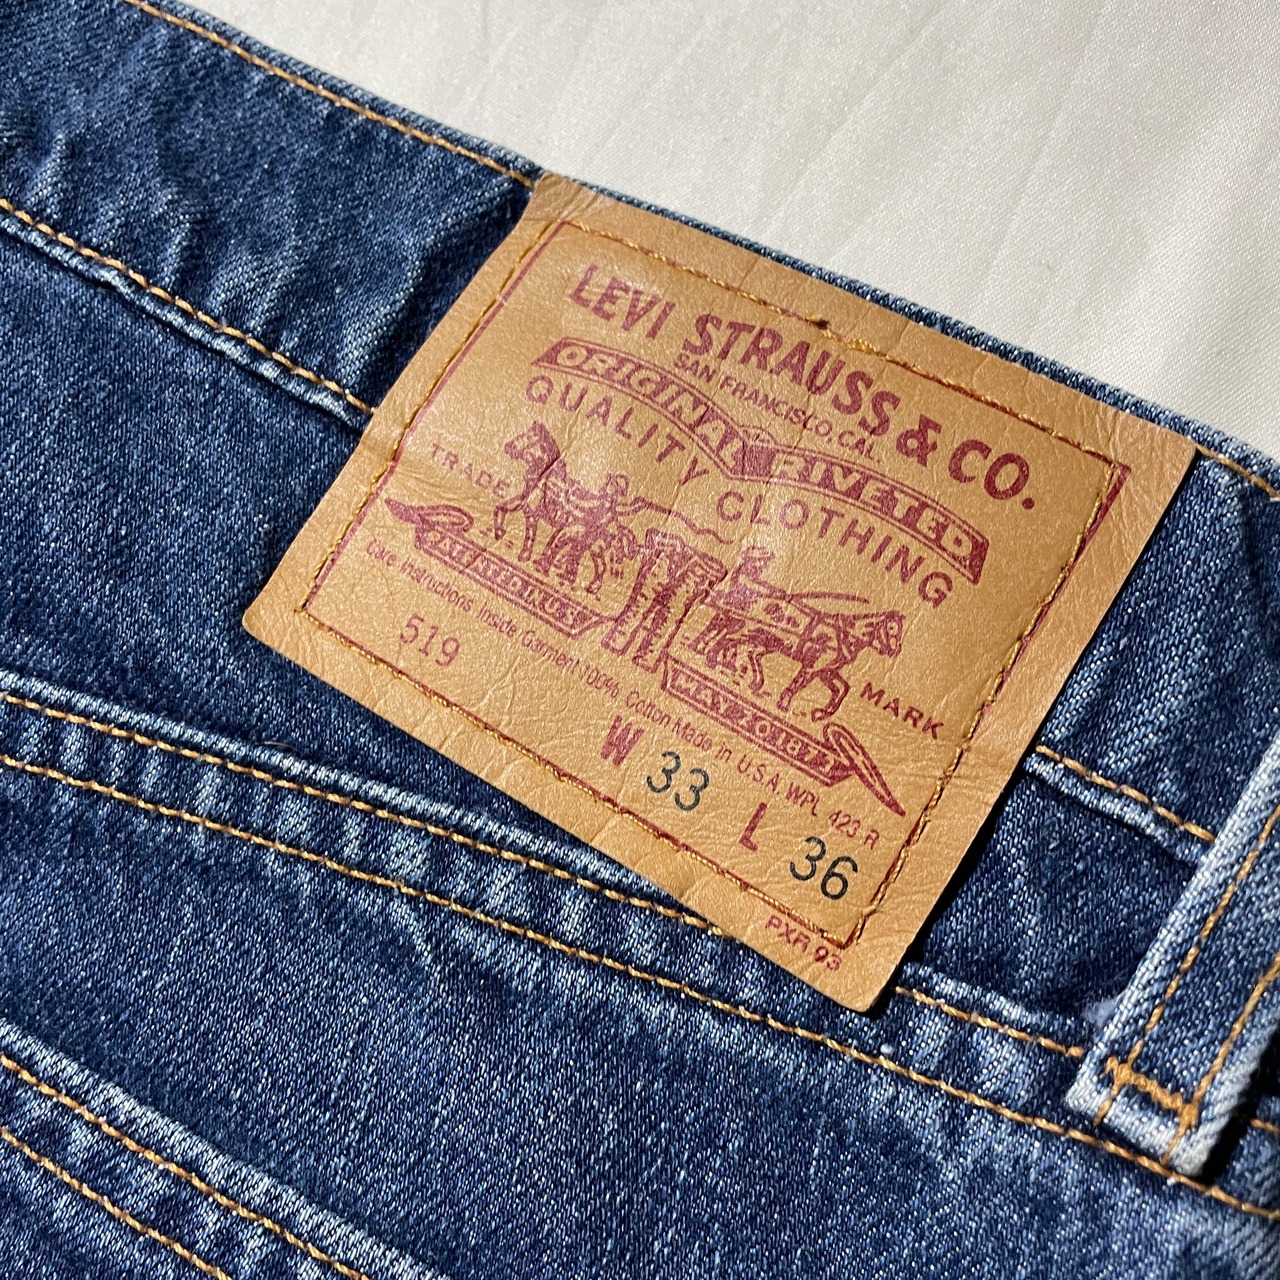 LEVI STRAUSS & CO.
SAN FRANCISCO, CAL
ORIGINAL RIVETED
QUALITY CLOTHING
TRADE MARK
Care Instructions Inside Garment 100% Cotton Made in U.S.A. WPL 423 R
519
W 33 L 36
PXR 93